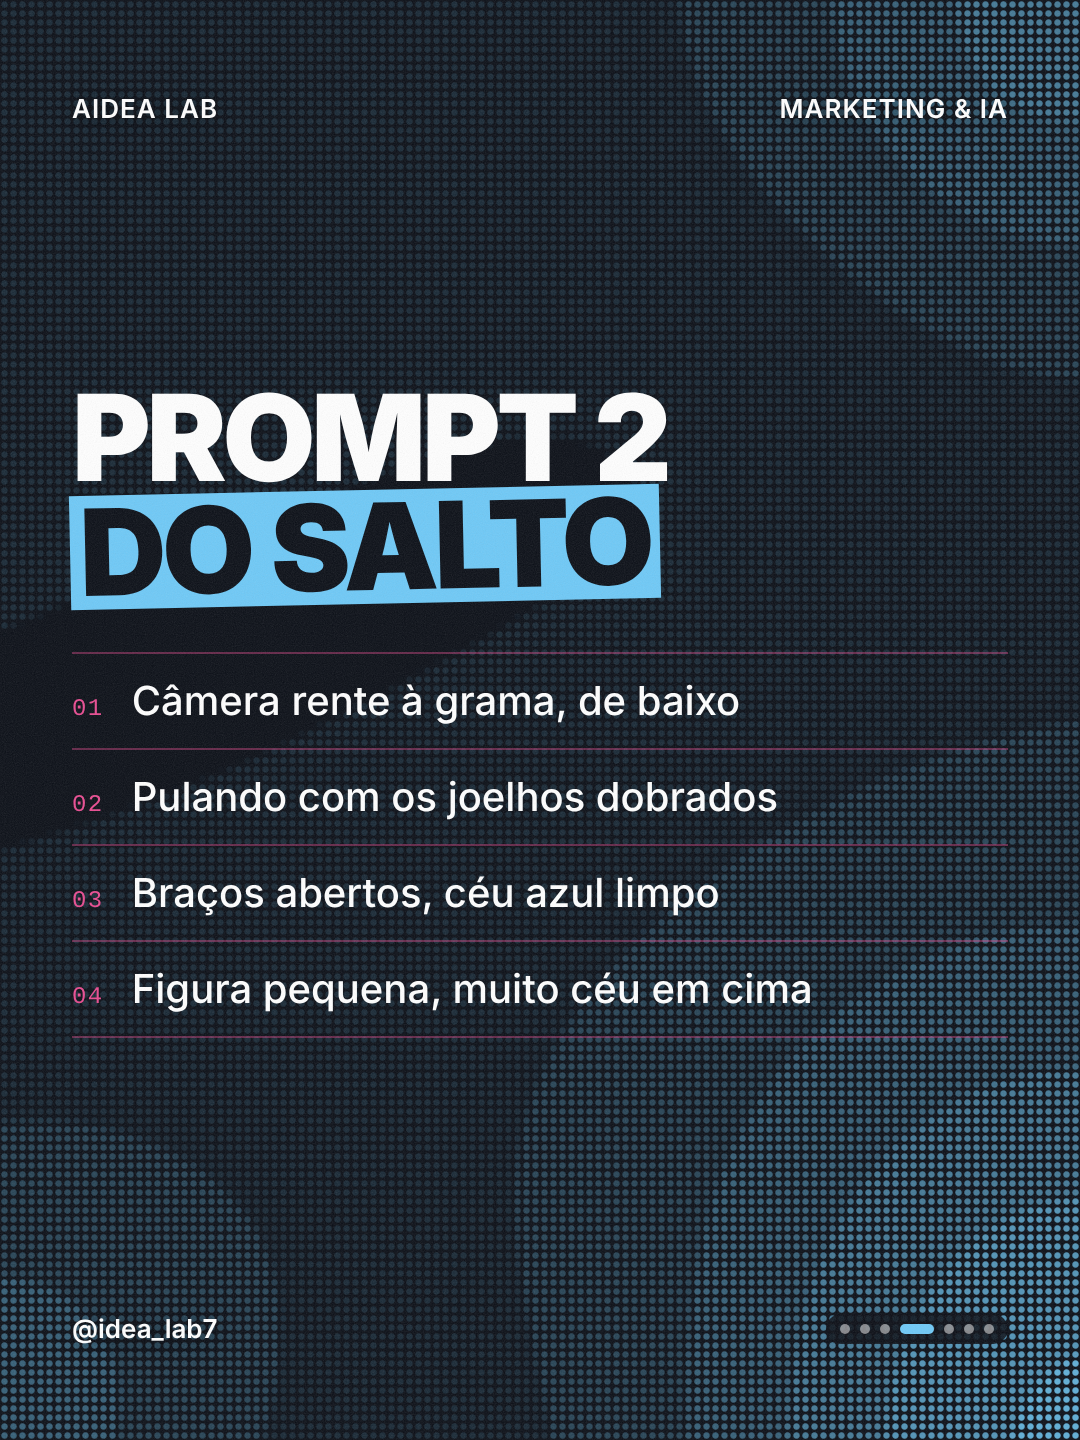 AIDEA LAB
MARKETING & IA
PROMPT 2
DO SALTO
01 Câmera rente à grama, de baixo
02 Pulando com os joelhos dobrados
03 Braços abertos, céu azul limpo
04 Figura pequena, muito céu em cima
@idea_lab7